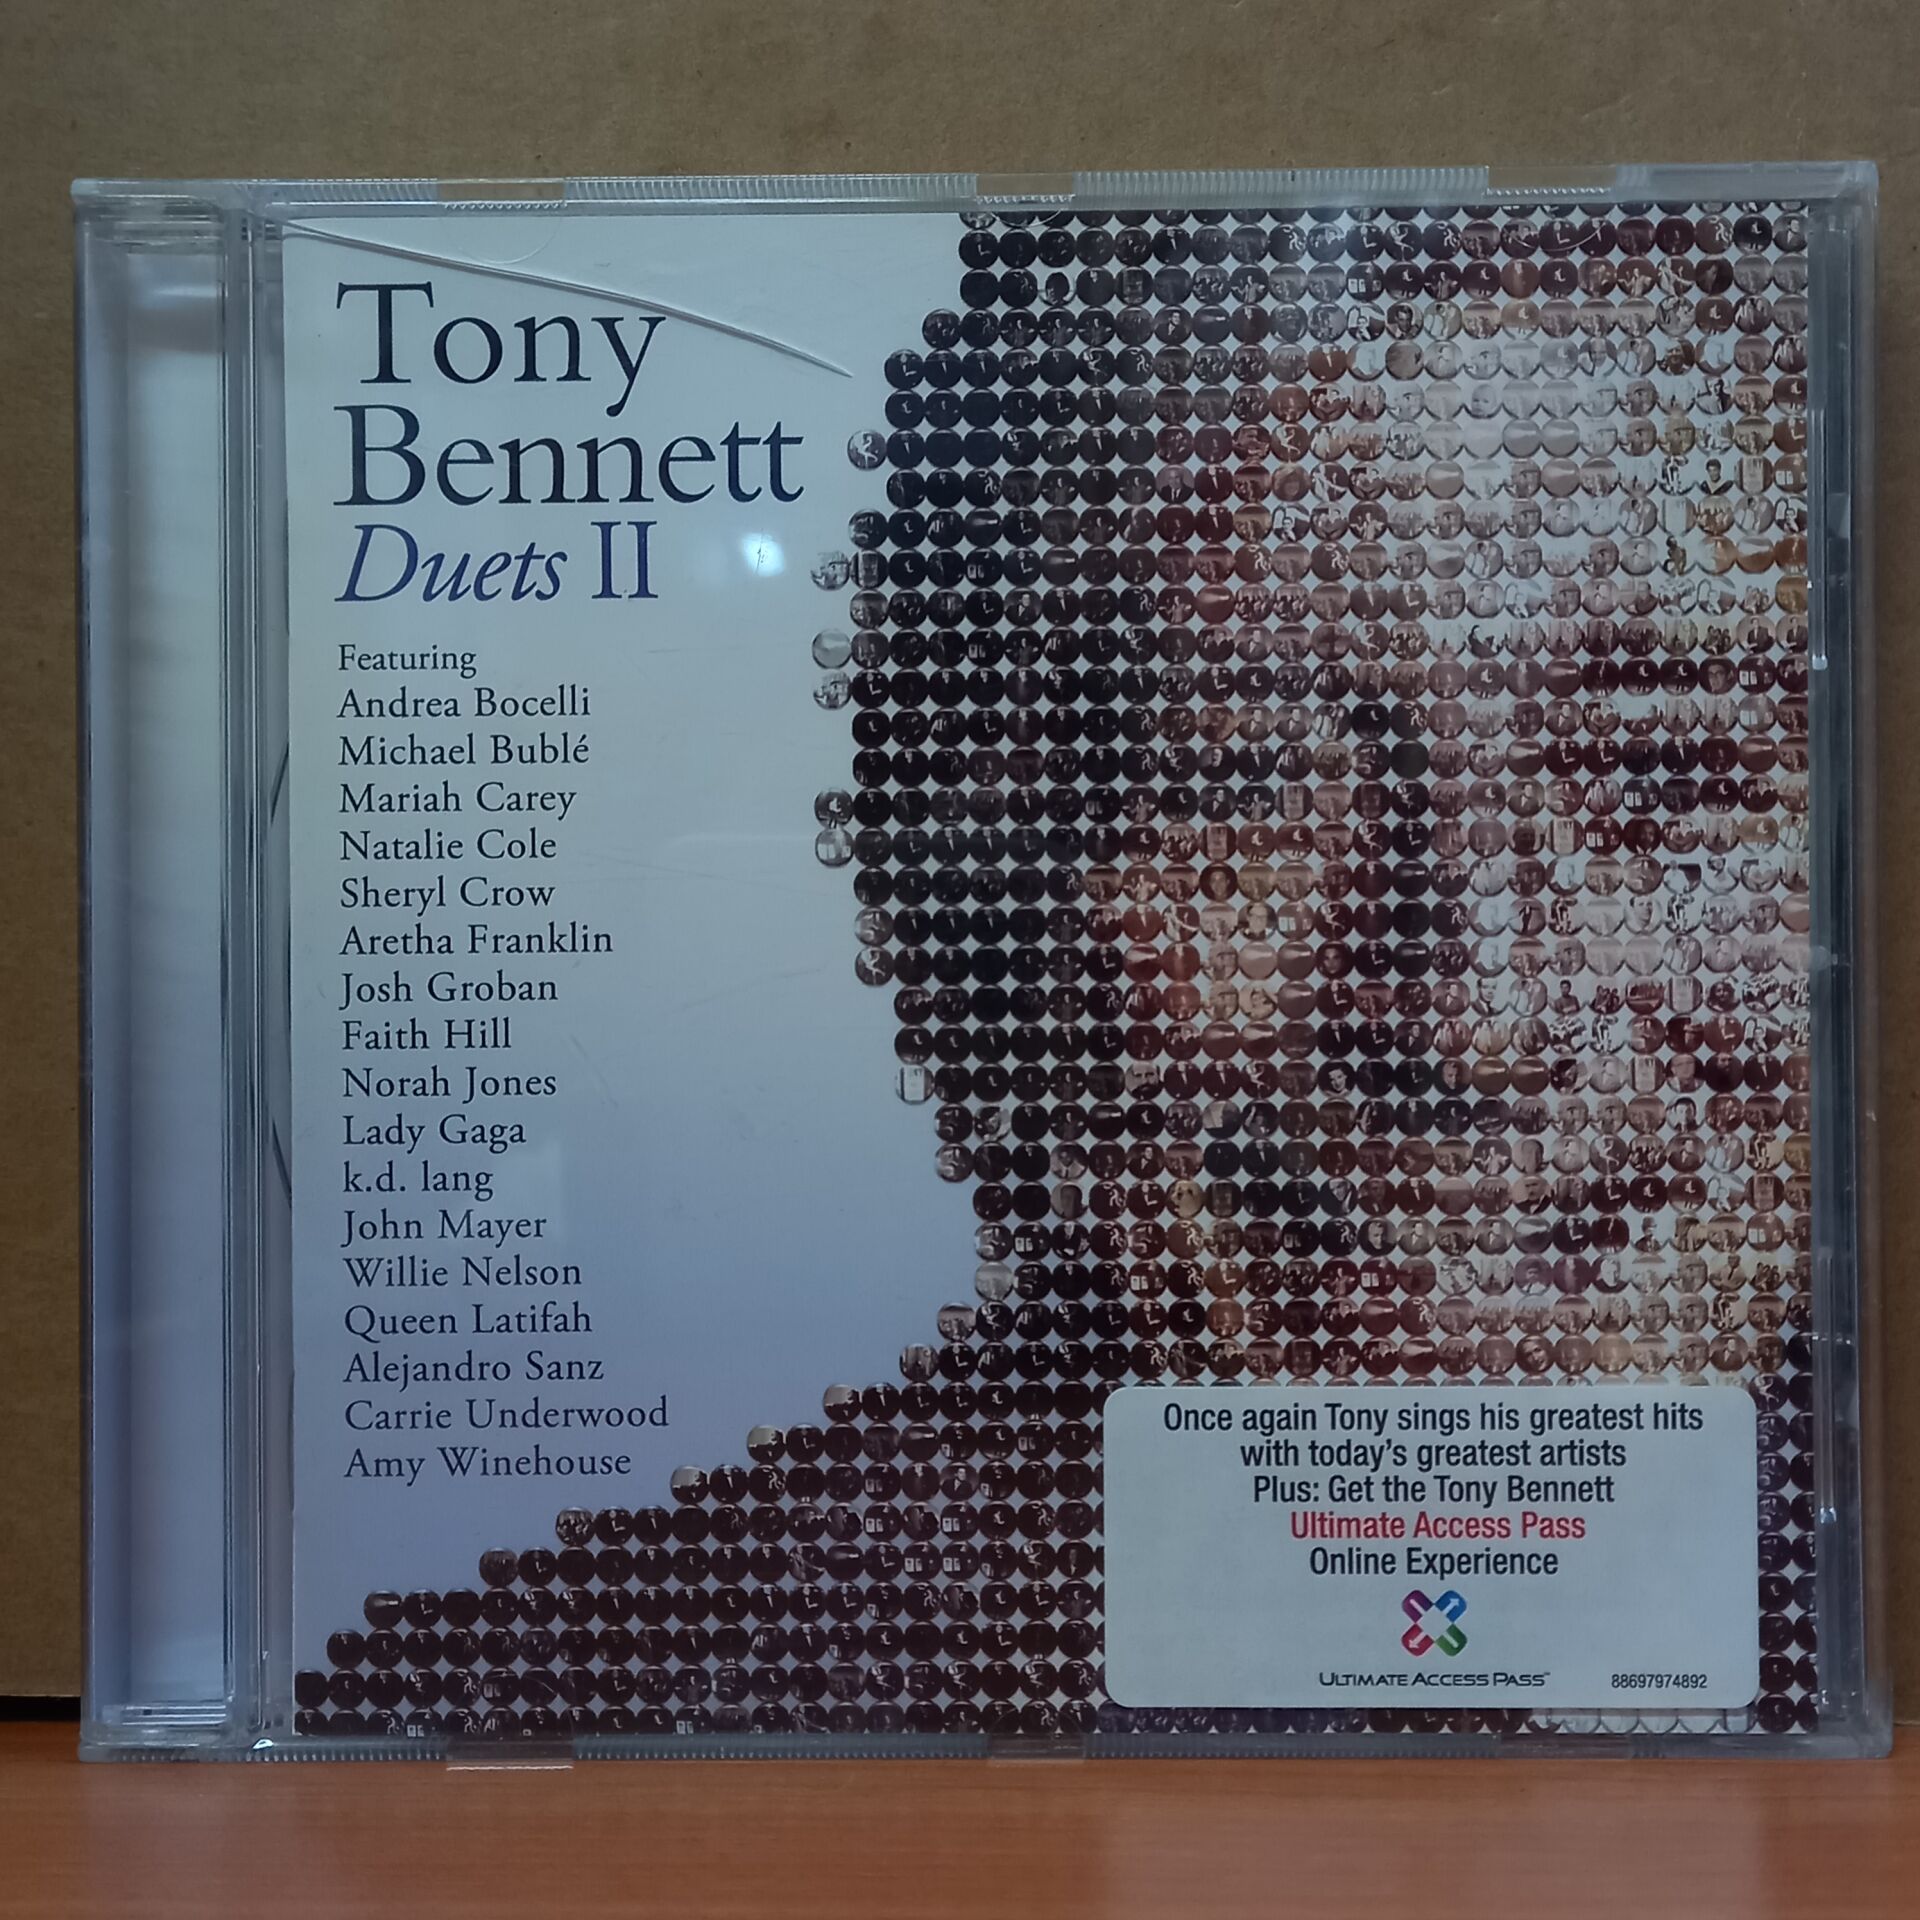 Tony
Bennett
Duets II
Featuring
Andrea Bocelli
Michael Bublé
Mariah Carey
Natalie Cole
Sheryl Crow
Aretha Franklin
Josh Groban
Faith Hill
Norah Jones
Lady Gaga
k.d. lang
John Mayer
Willie Nelson
Queen Latifah
Alejandro Sanz
Carrie Underwood
Amy Winehouse
Once again Tony sings his greatest hits
with today's greatest artists
Plus: Get the Tony Bennett
Ultimate Access Pass
Online Experience
ULTIMATE ACCESS PASS™
88697974892